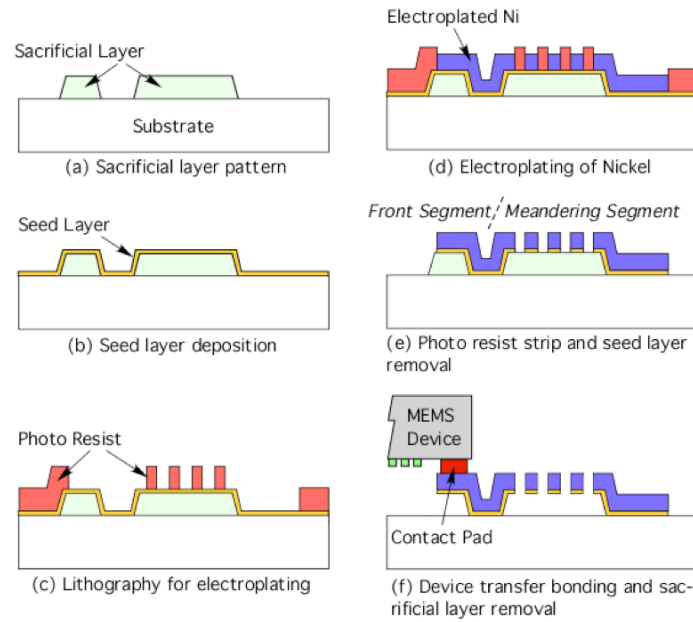 Sacrificial Layer
Substrate
(a) Sacrificial layer pattern
Seed Layer
(b) Seed layer deposition
Photo Resist
(c) Lithography for electroplating
Electroplated Ni
(d) Electroplating of Nickel
Front Segment / Meandering Segment
(e) Photo resist strip and seed layer
removal
MEMS
Device
Contact Pad
(f) Device transfer bonding and sac-
rificial layer removal